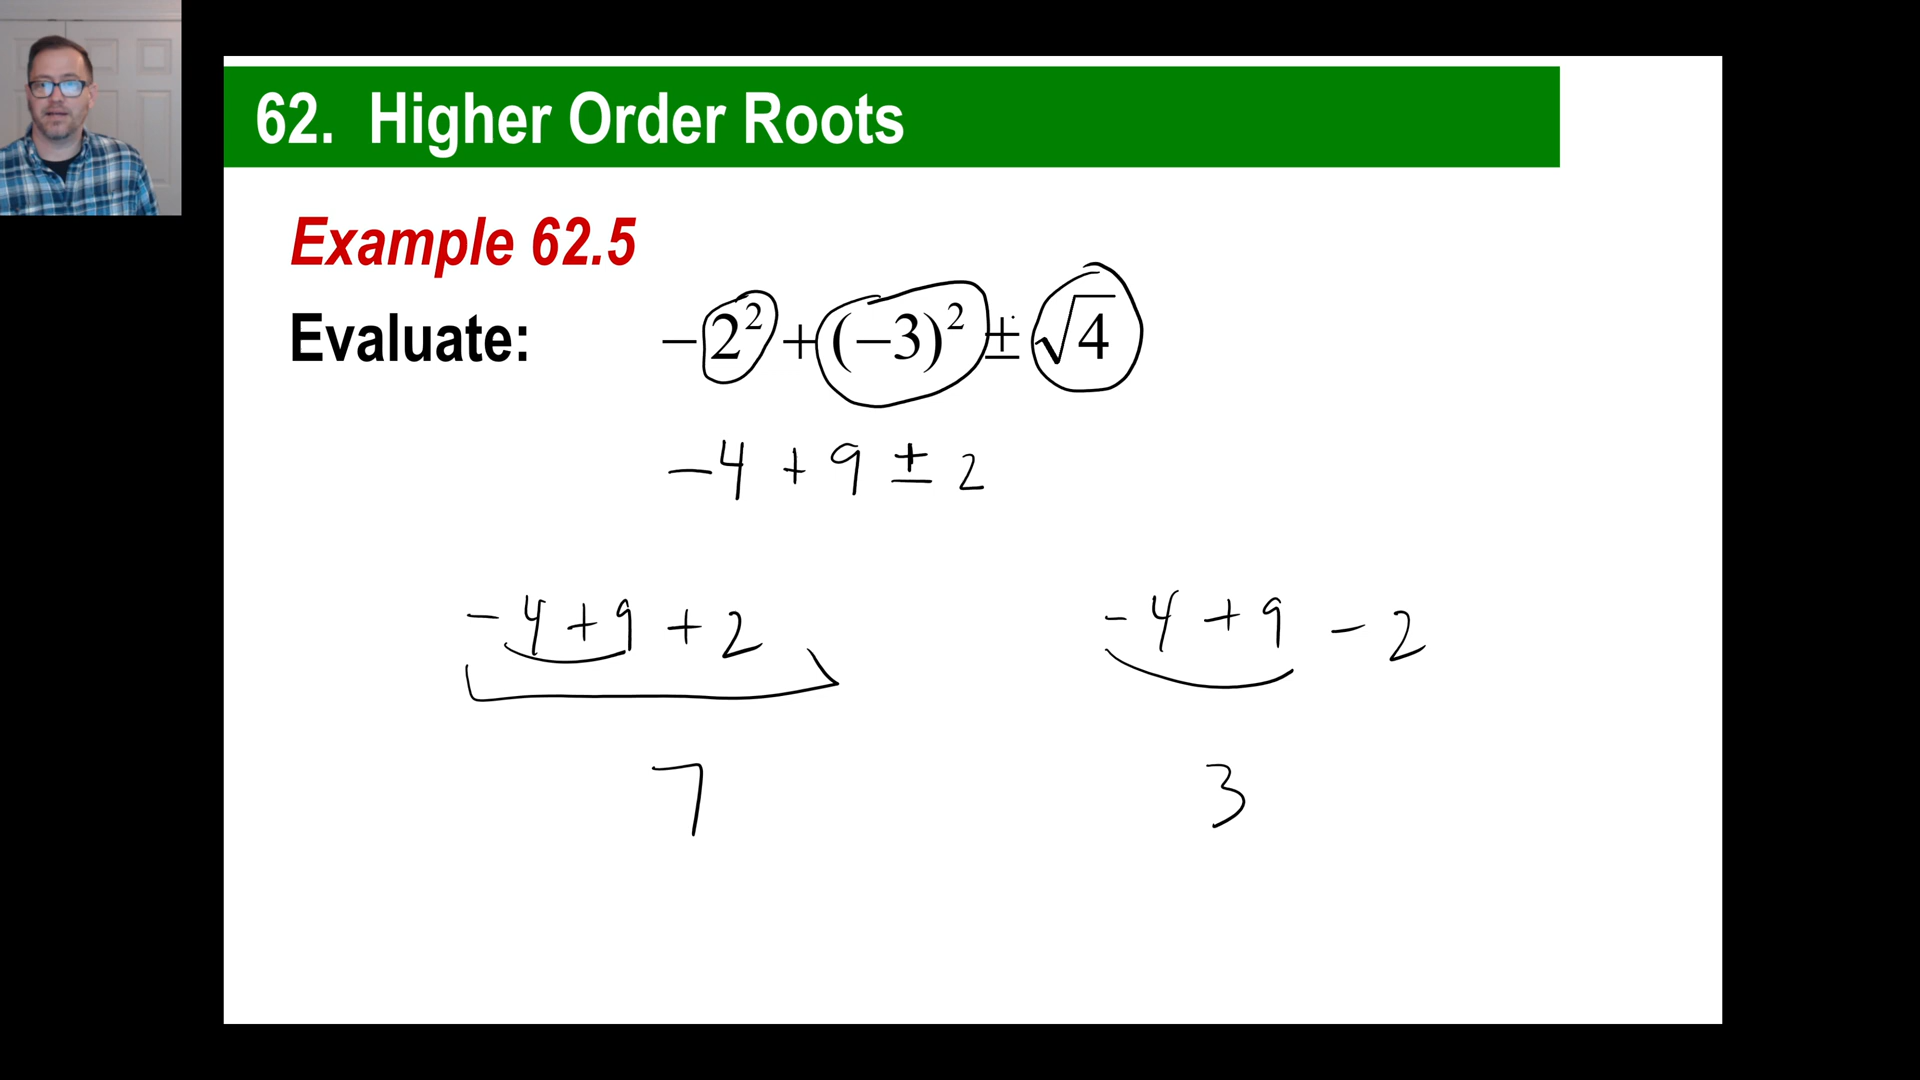 62. Higher Order Roots
Example 62.5
Evaluate: −2² + (−3)² ± √4
−4 + 9 ± 2
−4 + 9 + 2
−4 + 9 − 2
7
3